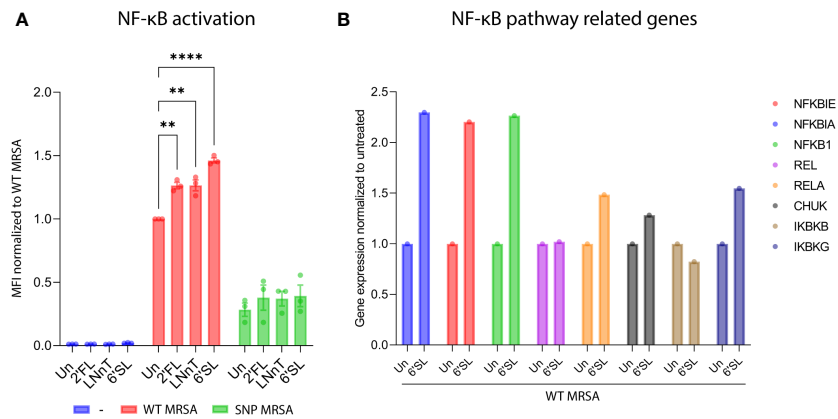 A
NF-κB activation
**** 
**
**
MFI normalized to WT MRSA
2.0
1.5
1.0
0.5
0.0
Un 2'FL LNnT 6'SL Un 2'FL LNnT 6'SL Un 2'FL LNnT 6'SL
- WT MRSA SNP MRSA
B
NF-κB pathway related genes
Gene expression normalized to untreated
2.5
2.0
1.5
1.0
0.5
0.0
Un 6'SL Un 6'SL Un 6'SL Un 6'SL Un 6'SL Un 6'SL Un 6'SL Un 6'SL
WT MRSA
NFKBIE
NFKBIA
NFKB1
REL
RELA
CHUK
IKBKB
IKBKG